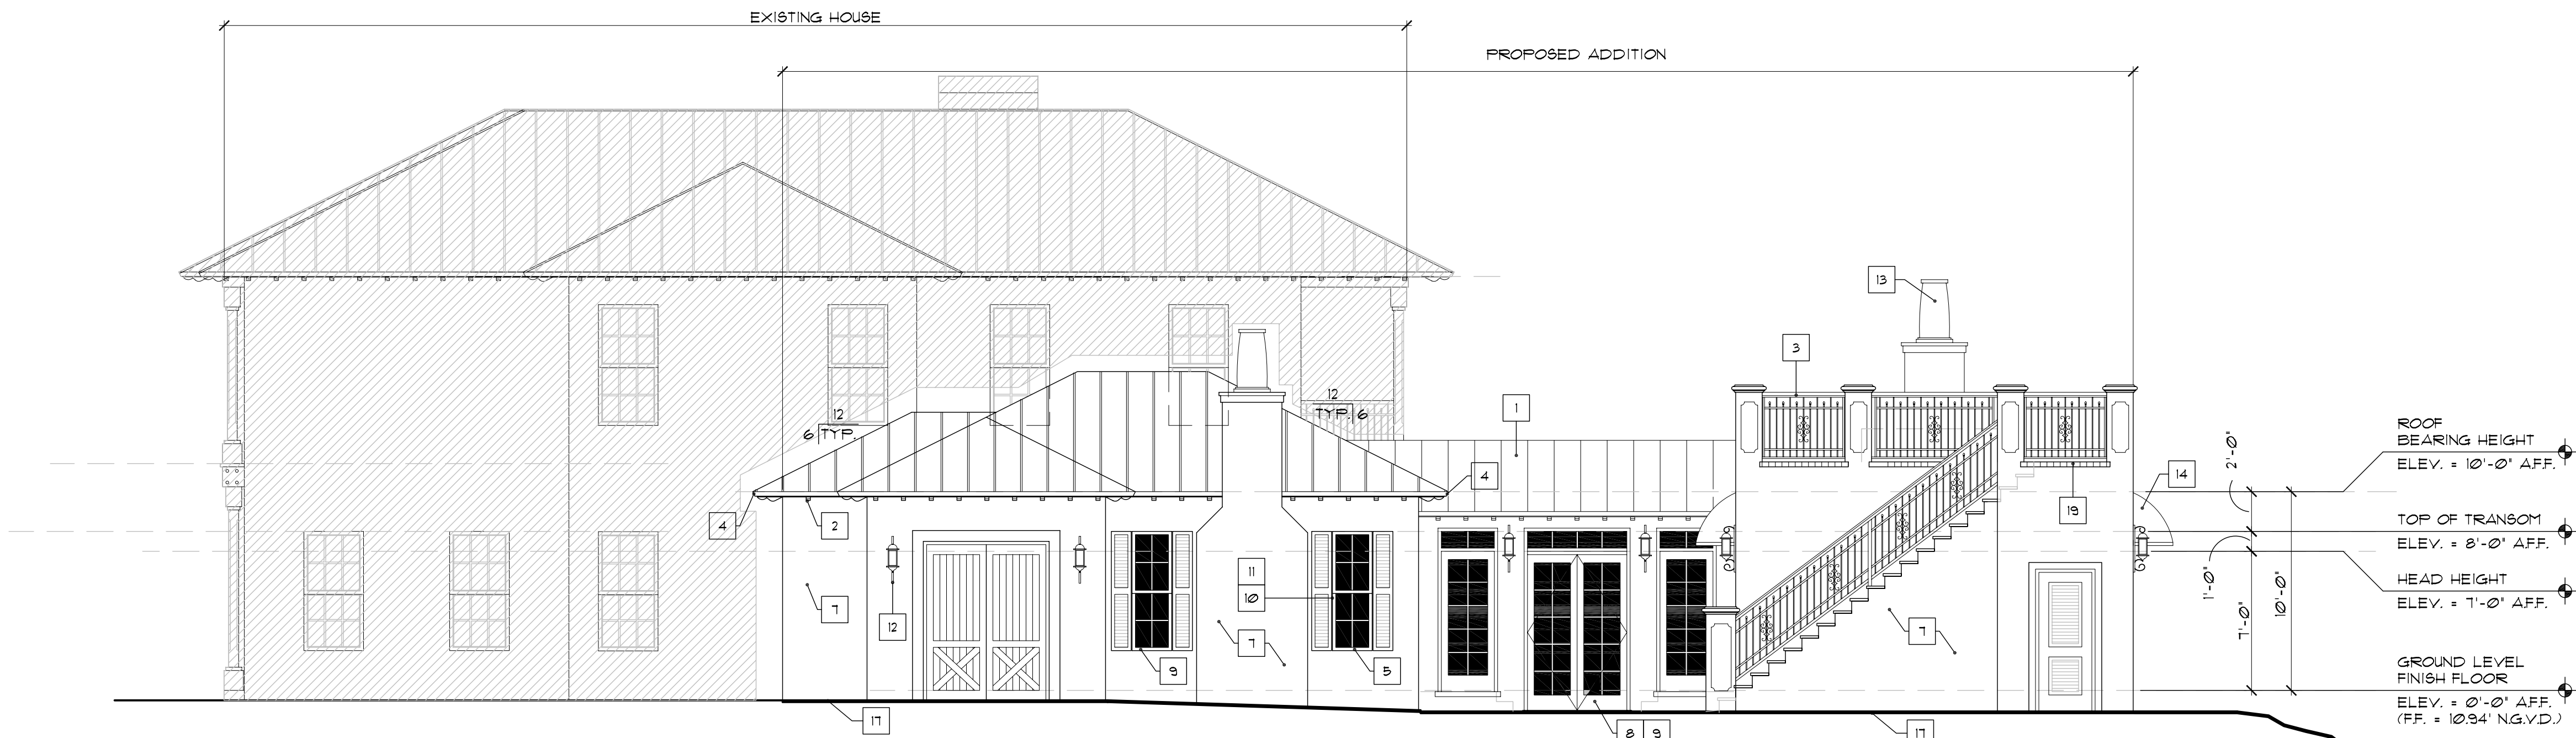 EXISTING HOUSE
PROPOSED ADDITION
13
3
12
TYP. 6
12
6 TYP.
1
ROOF
BEARING HEIGHT
ELEV. = 10'-0" A.F.F.
2'-0"
14
4
4
2
19
TOP OF TRANSOM
ELEV. = 8'-0" A.F.F.
11
10
1'-0"
7'-0"
10'-0"
HEAD HEIGHT
ELEV. = 7'-0" A.F.F.
7
12
7
7
9
5
GROUND LEVEL
FINISH FLOOR
ELEV. = 0'-0" A.F.F.
(F.F. = 10.94' N.G.V.D.)
17
8 9
17